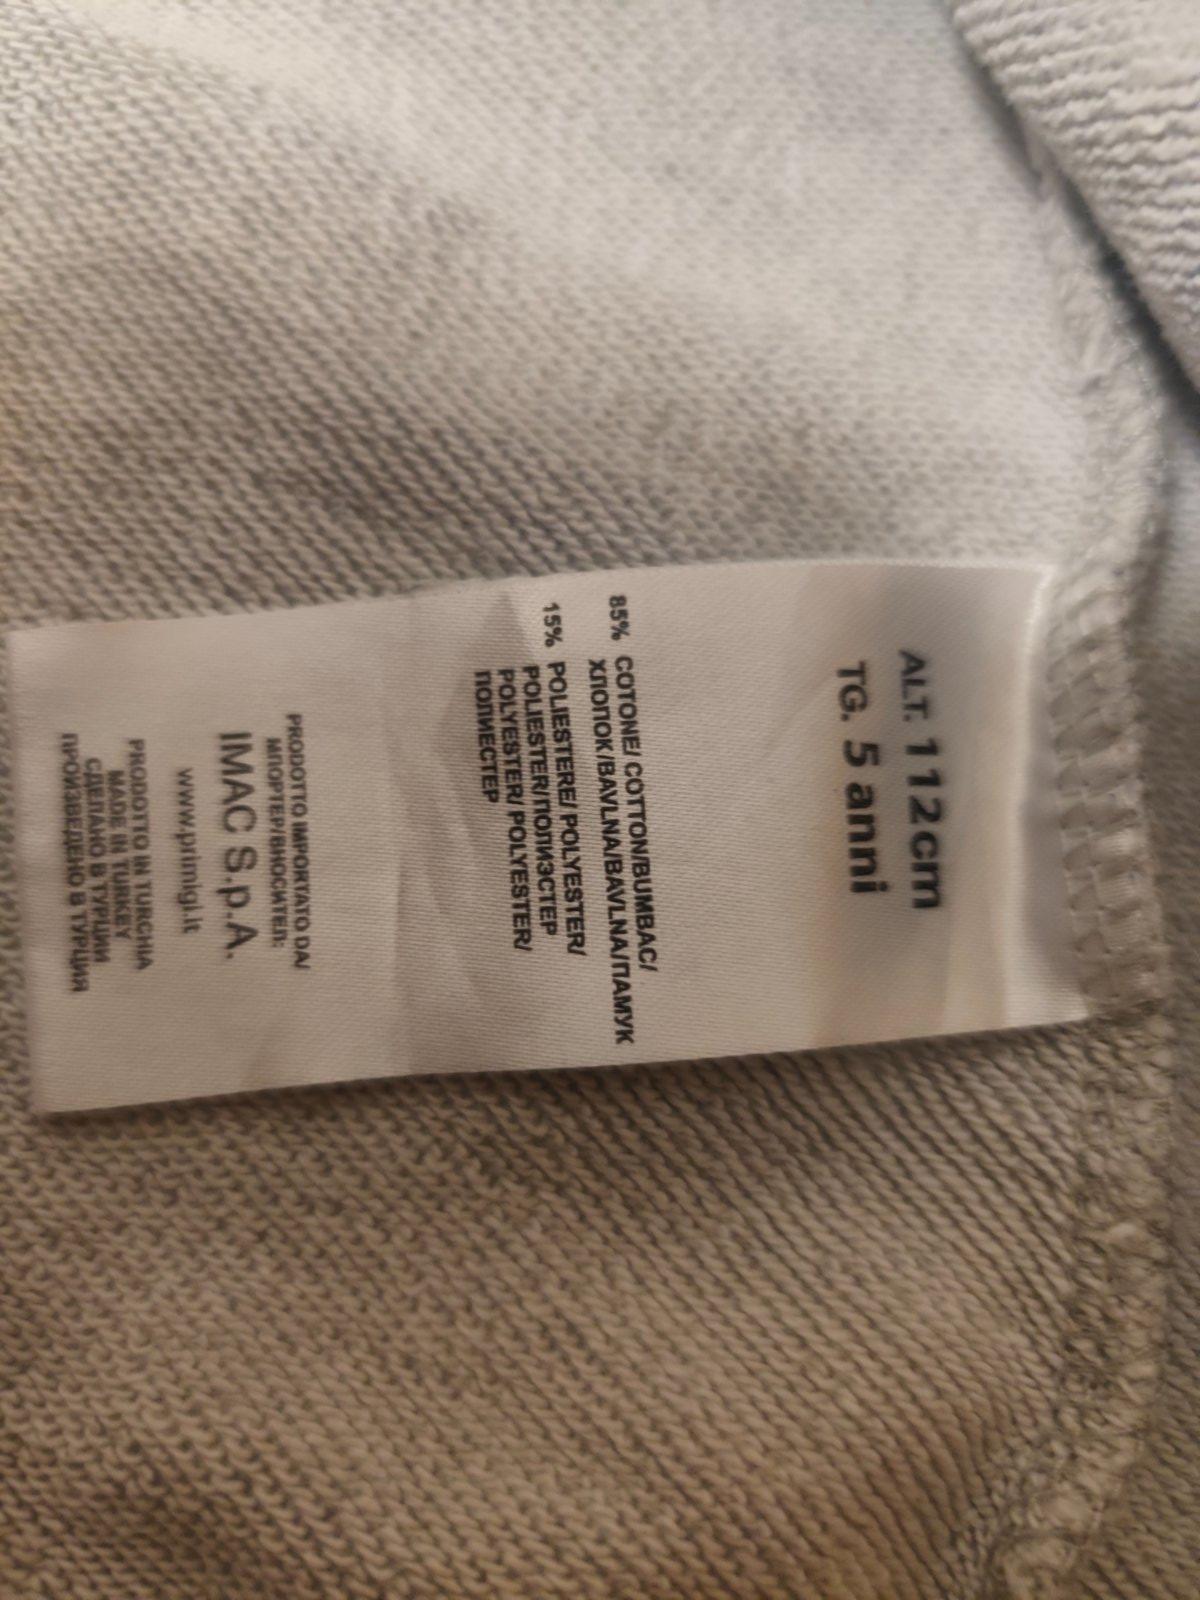 ALT. 112cm
TG. 5 anni
85% COTONE/ COTTON/BUMBAC/
ХЛОПОК/BAVLNA/BAVLNA/ПАМУК
15% POLIESTERE/ POLYESTER/
POLIESTER/ПОЛИЭСТЕР
POLYESTER/ POLYESTER/
ПОЛИЕСТЕР
PRODOTTO IMPORTATO DA/
МПОРТЕР/ВНОСИТЕЛ:
IMAC S.p.A.
www.primigi.it
PRODOTTO IN TURCHIA
MADE IN TURKEY
СДЕЛАНО В ТУРЦИИ
ПРОИЗВЕДЕНО В ТУРЦИЯ